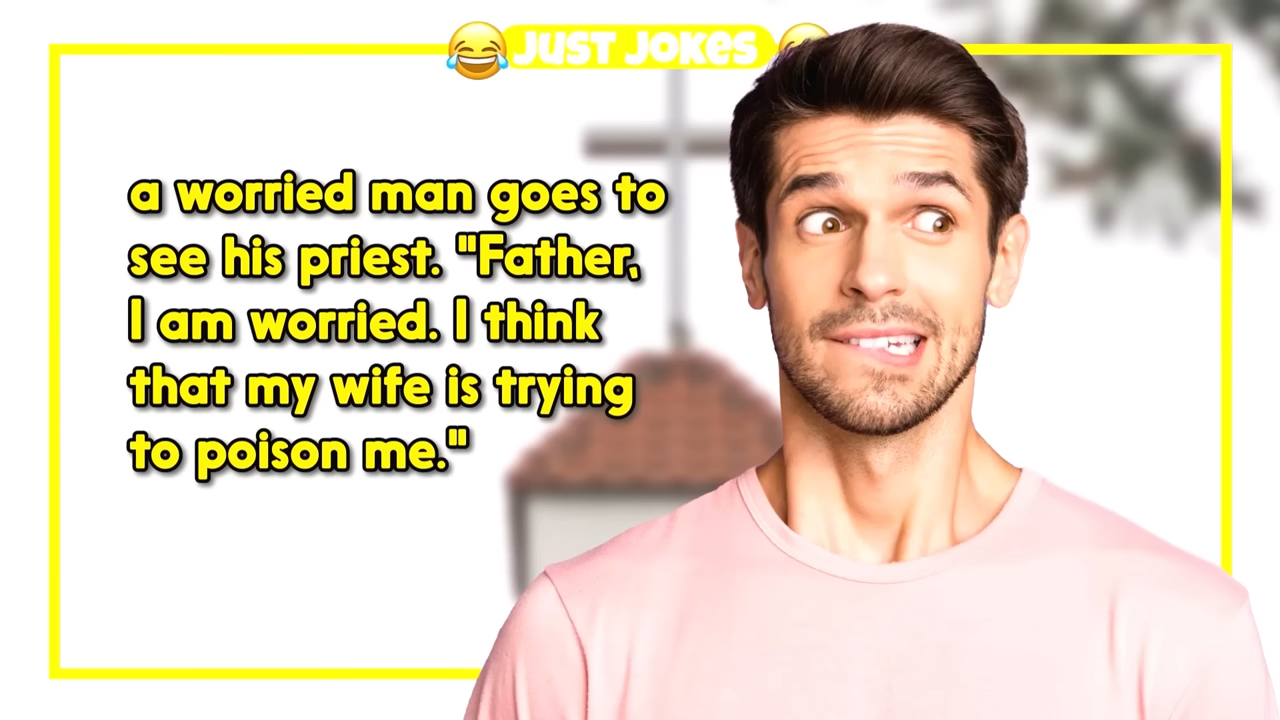 JUST JOKES
a worried man goes to
see his priest. "Father,
I am worried. I think
that my wife is trying
to poison me."